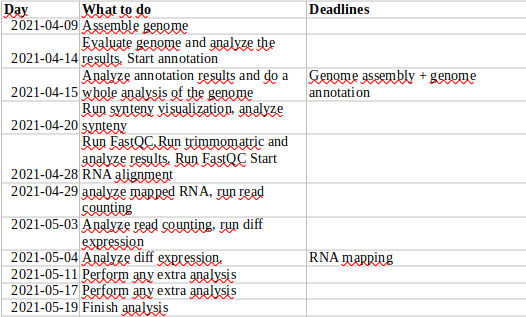 Day What to do Deadlines
2021-04-09 Assemble genome
Evaluate genome and analyze the
2021-04-14 results, Start annotation
Analyze annotation results and do a Genome assembly + genome
2021-04-15 whole analysis of the genome annotation
Run synteny visualization, analyze
2021-04-20 synteny
Run FastQC,Run trimmomatric and
analyze results, Run FastQC Start
2021-04-28 RNA alignment
2021-04-29 analyze mapped RNA, run read
counting
2021-05-03 Analyze read counting, run diff
expression
2021-05-04 Analyze diff expression, RNA mapping
2021-05-11 Perform any extra analysis
2021-05-17 Perform any extra analysis
2021-05-19 Finish analysis